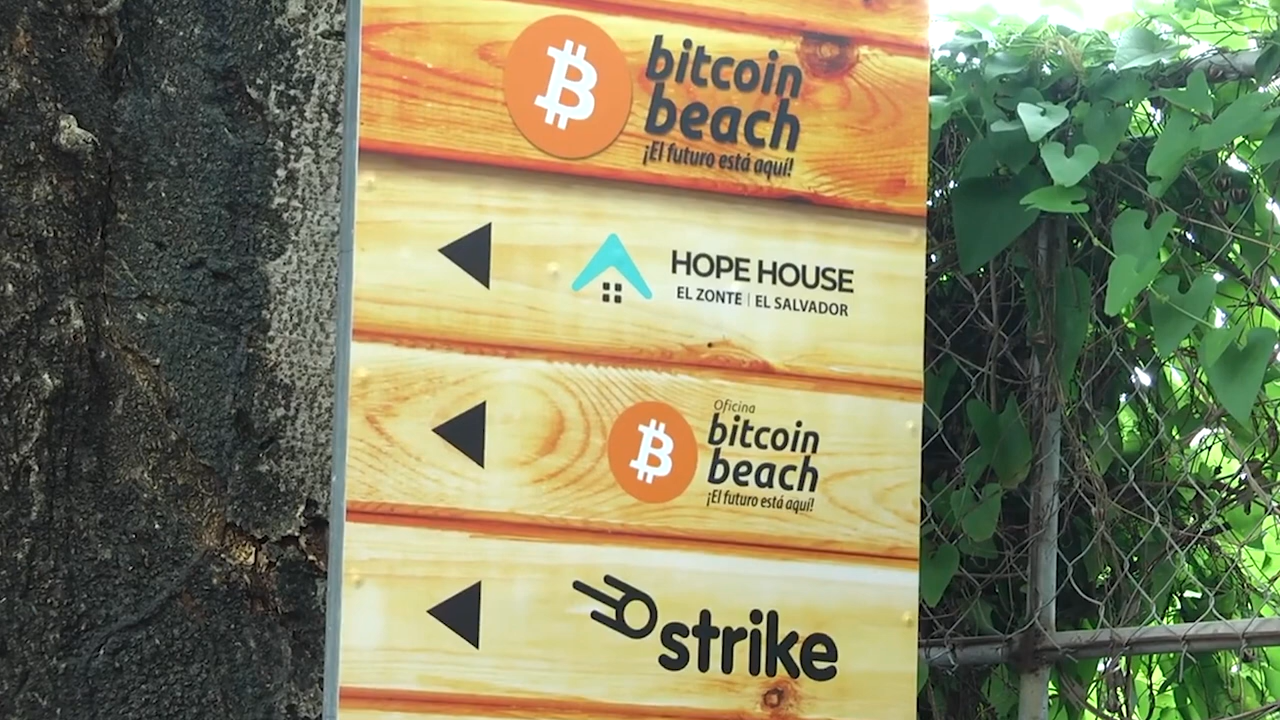 bitcoin
beach
¡El futuro está aquí!
HOPE HOUSE
EL ZONTE | EL SALVADOR
Oficina
bitcoin
beach
¡El futuro está aquí!
strike